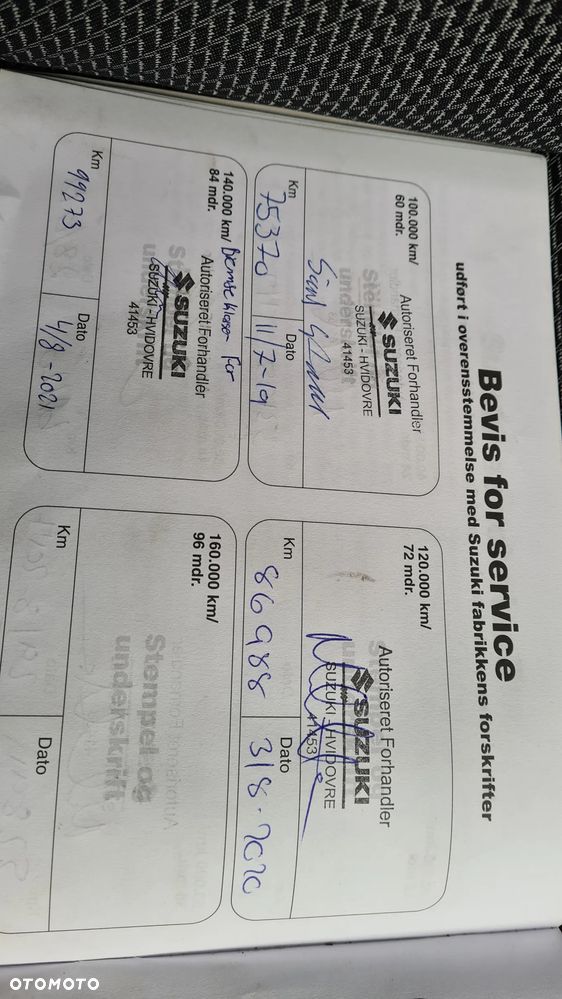 Bevis for service
udført i overensstemmelse med Suzuki fabrikkens forskrifter
100.000 km/
60 mdr.
Autoriseret Forhandler
SUZUKI
SUZUKI - HVIDOVRE
41453
Km
75370
Dato
11/7-19
120.000 km/
72 mdr.
Autoriseret Forhandler
SUZUKI
SUZUKI - HVIDOVRE
41453
Km
86988
Dato
3/8-2020
140.000 km/
84 mdr.
Autoriseret Forhandler
SUZUKI
SUZUKI - HVIDOVRE
41453
Km
99273
Dato
4/8-2021
160.000 km/
96 mdr.
Stempel og
underskrift
Km
Dato
OTOMOTO